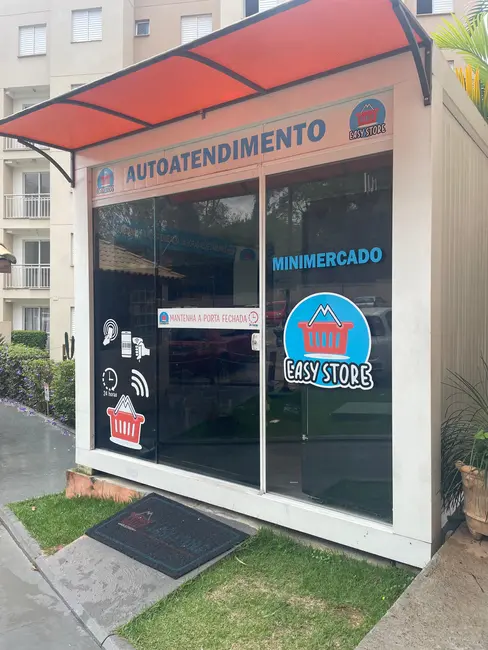 AUTOATENDIMENTO
EASY STORE
MINIMERCADO
MANTENHA A PORTA FECHADA
EASY STORE
24 horas